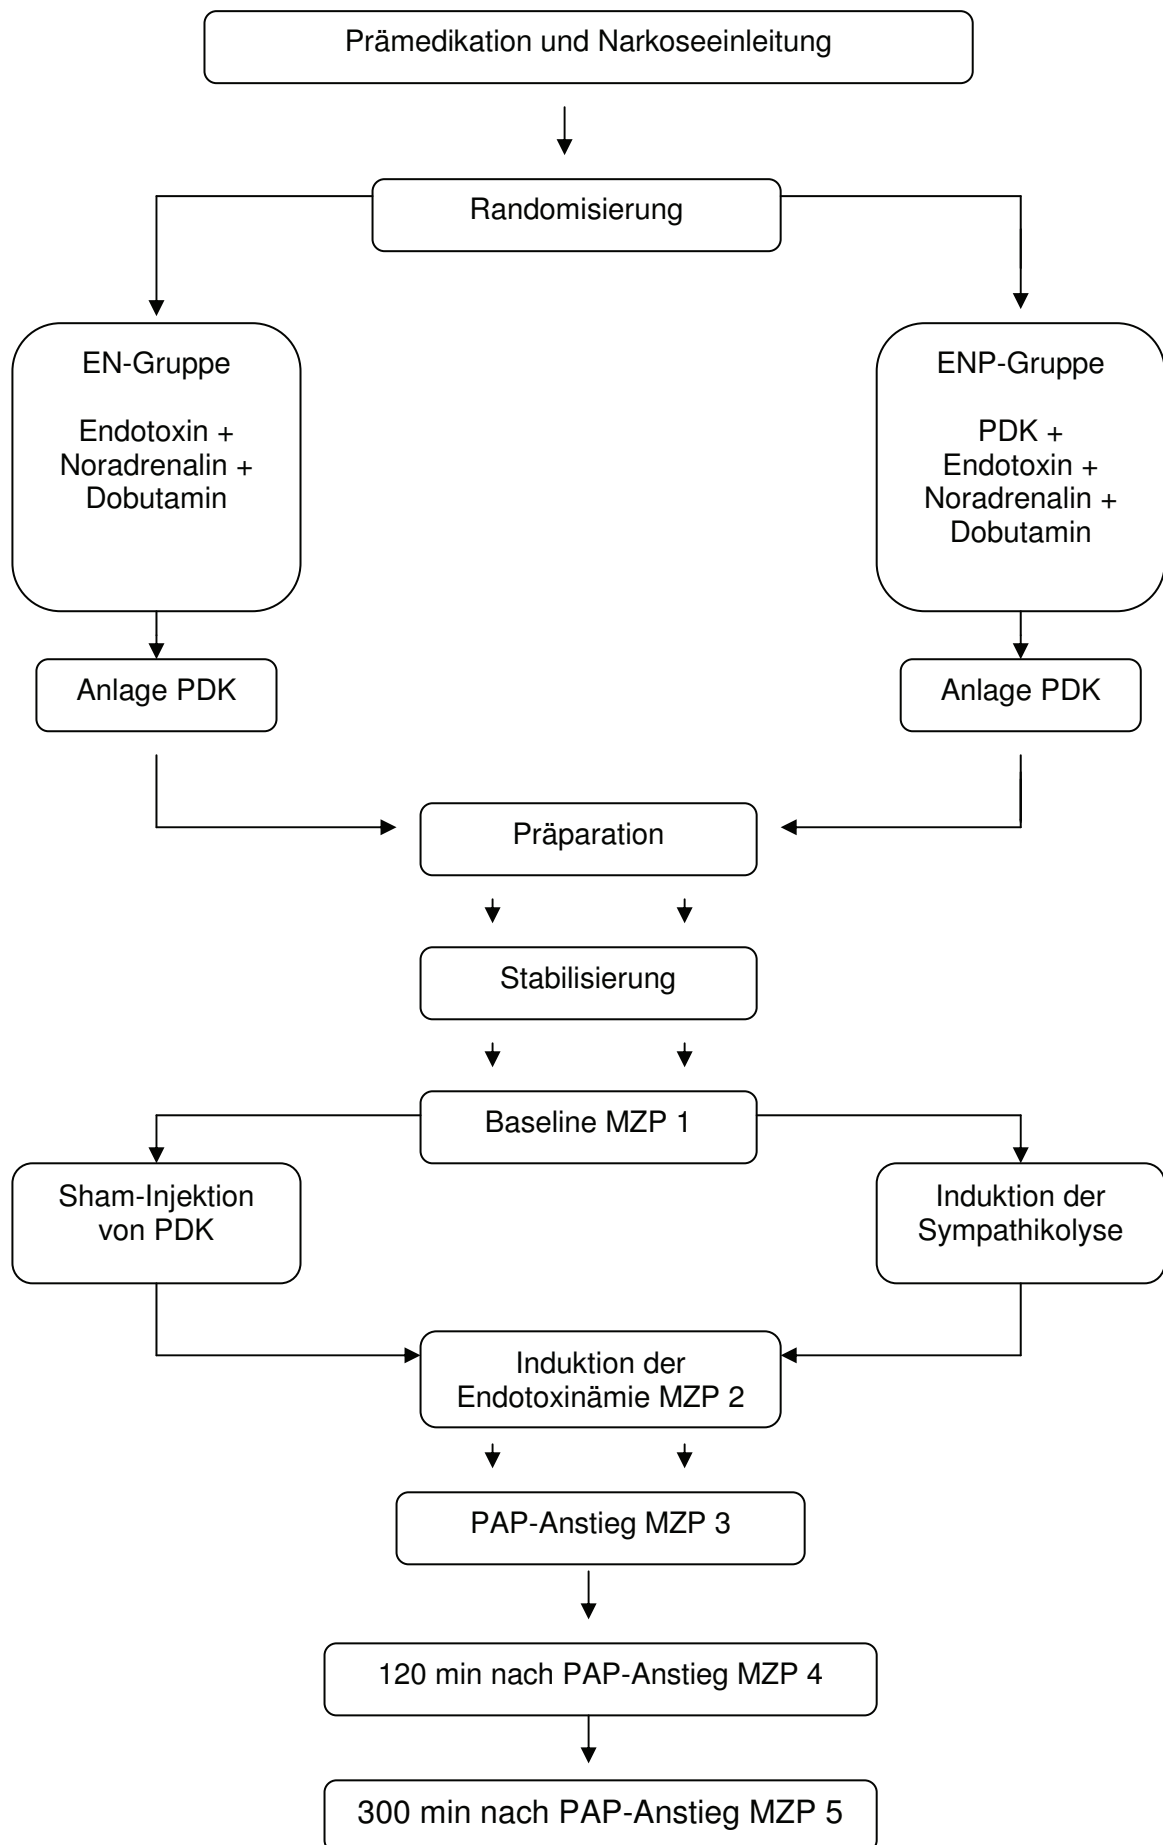 Prämedikation und Narkoseeinleitung
Randomisierung
EN-Gruppe
Endotoxin +
Noradrenalin +
Dobutamin
ENP-Gruppe
PDK +
Endotoxin +
Noradrenalin +
Dobutamin
Anlage PDK
Anlage PDK
Präparation
Stabilisierung
Baseline MZP 1
Sham-Injektion
von PDK
Induktion der
Sympathikolyse
Induktion der
Endotoxinämie MZP 2
PAP-Anstieg MZP 3
120 min nach PAP-Anstieg MZP 4
300 min nach PAP-Anstieg MZP 5